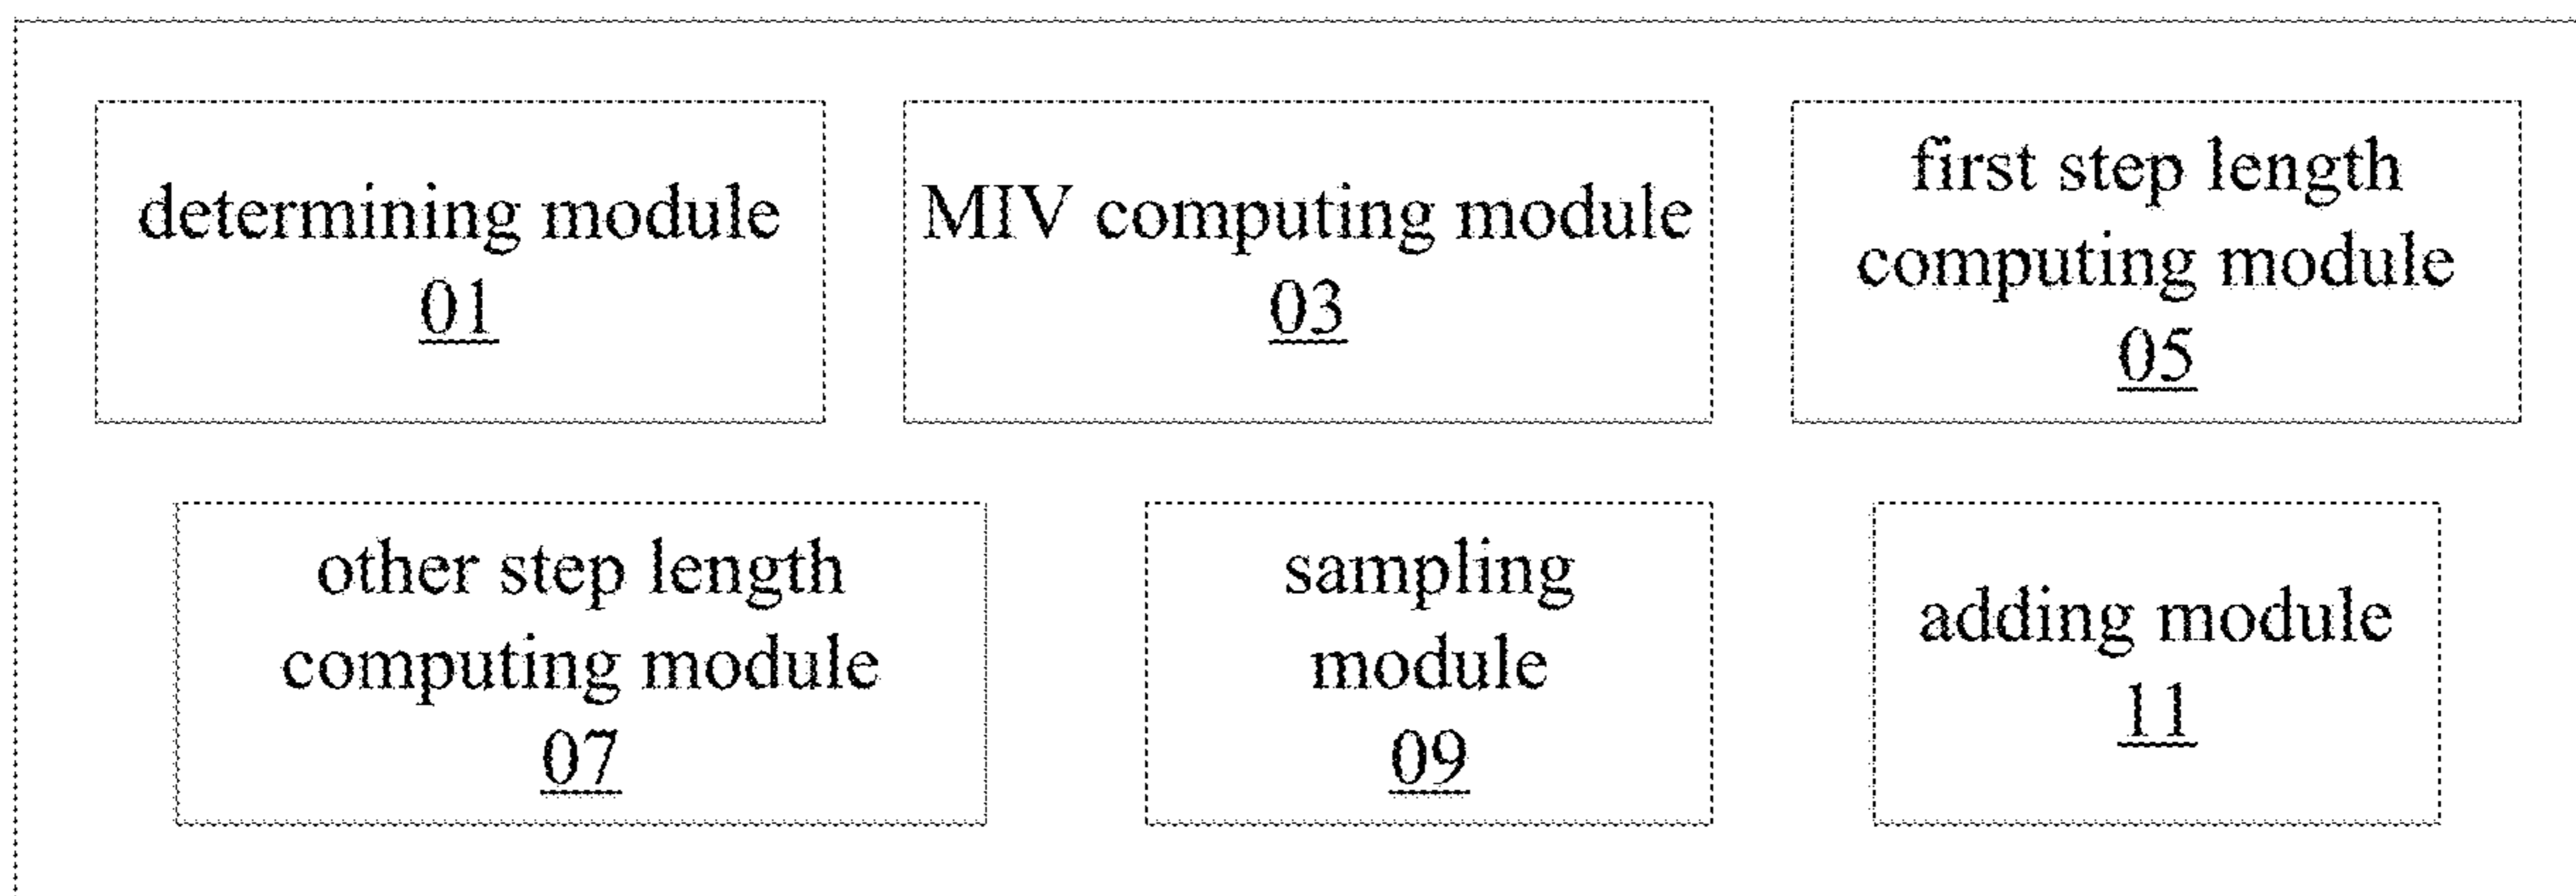 determining module
01
MIV computing module
03
first step length
computing module
05
other step length
computing module
07
sampling
module
09
adding module
11